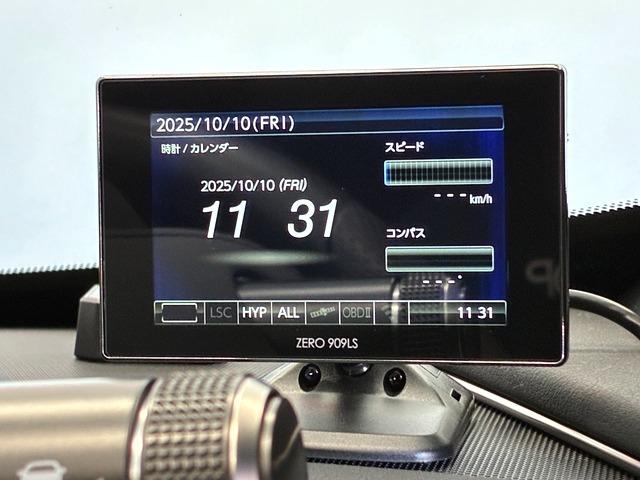 2025/10/10(FRI)
時計 / カレンダー
スピード
2025/10/10 (FRI)
11 31
- - - km/h
コンパス
- - -°
LSC HYP ALL OBDII 11 31
ZERO 909LS